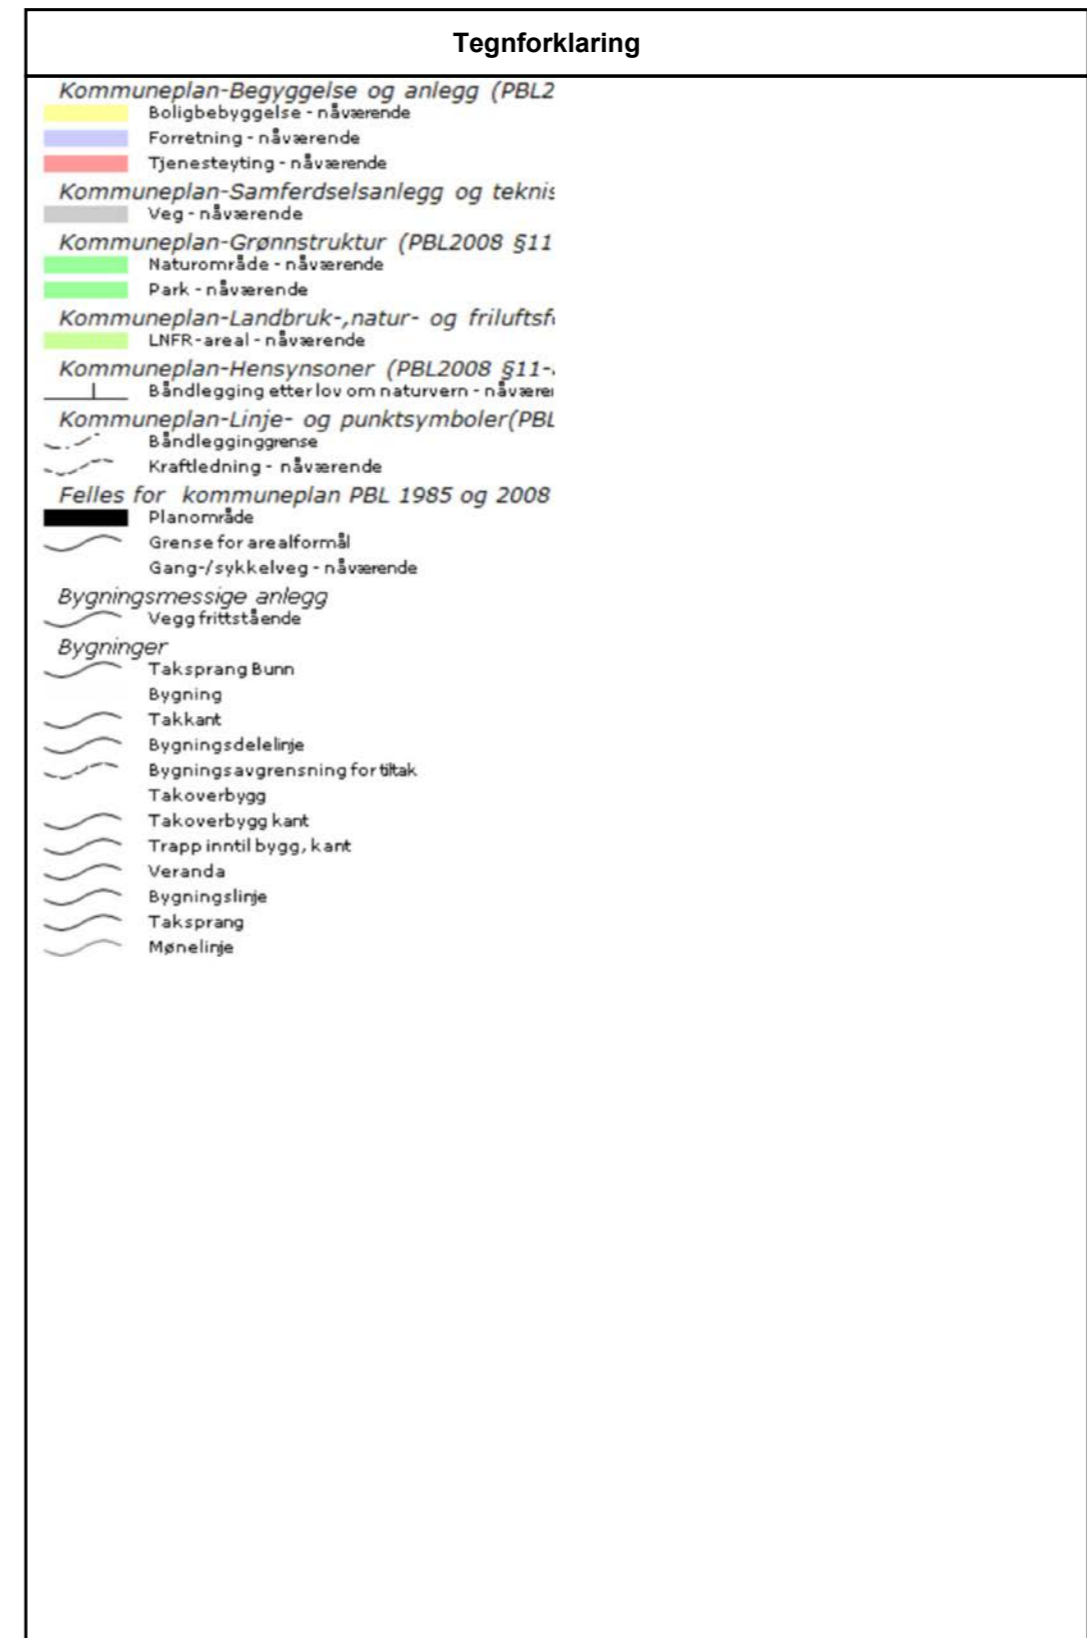 Tegnforklaring
Kommuneplan-Begyggelse og anlegg (PBL2
Boligbebyggelse - nåværende
Forretning - nåværende
Tjenesteyting - nåværende
Kommuneplan-Samferdselsanlegg og teknis
Veg - nåværende
Kommuneplan-Grønnstruktur (PBL2008 §11
Naturområde - nåværende
Park - nåværende
Kommuneplan-Landbruk-,natur- og friluftsf
LNFR-areal - nåværende
Kommuneplan-Hensynsoner (PBL2008 §11-
Båndlegging etter lov om naturvern - nåværen
Kommuneplan-Linje- og punktsymboler(PBL
Båndlegginggrense
Kraftledning - nåværende
Felles for kommuneplan PBL 1985 og 2008
Planområde
Grense for arealformål
Gang-/sykkelveg - nåværende
Bygningsmessige anlegg
Vegg frittstående
Bygninger
Taksprang Bunn
Bygning
Takkant
Bygningsdelelinje
Bygningsavgrensning for tiltak
Takoverbygg
Takoverbygg kant
Trapp inntil bygg, kant
Veranda
Bygningslinje
Taksprang
Mønelinje